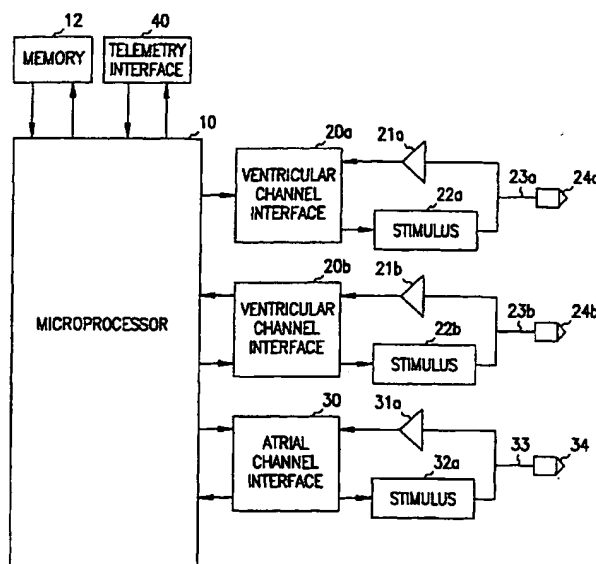 12
40
MEMORY
TELEMETRY
INTERFACE
10
MICROPROCESSOR
20a
21a
VENTRICULAR
CHANNEL
INTERFACE
22a
STIMULUS
23a
24a
20b
21b
VENTRICULAR
CHANNEL
INTERFACE
22b
STIMULUS
23b
24b
30
31a
ATRIAL
CHANNEL
INTERFACE
32a
STIMULUS
33
34